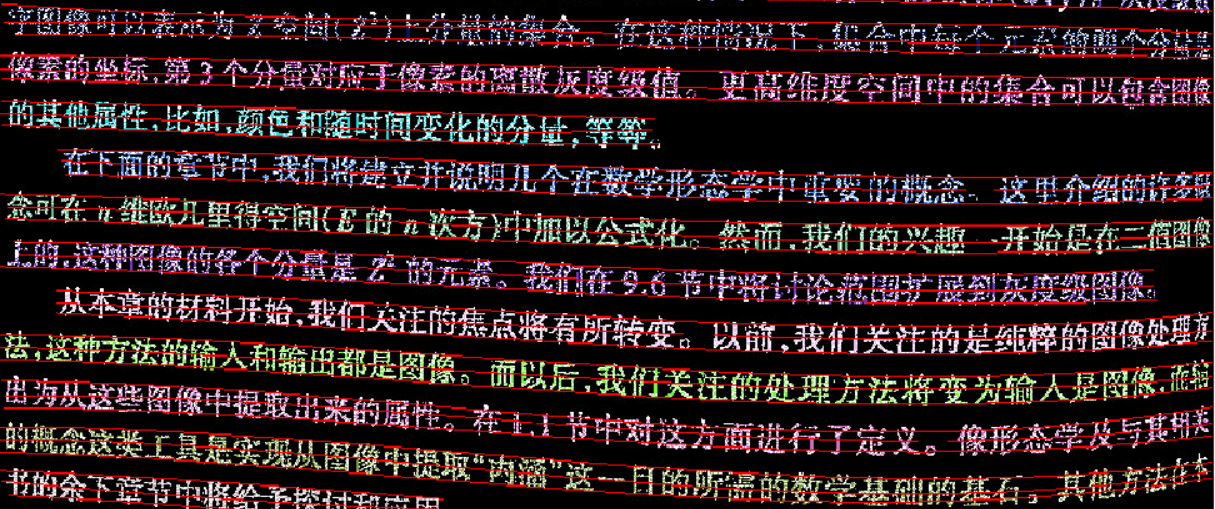 字图像可以表示为 Z 空间(Z²)上分量的集合。在这种情况下,集合中每个元素的两个分量是
像素的坐标,第 3 个分量对应于像素的离散灰度级值。更高维度空间中的集合可以包含图像
的其他属性,比如,颜色和随时间变化的分量,等等。
在下面的章节中,我们将建立并说明几个在数学形态学中重要的概念。这里介绍的许多概
念可在 n 维欧几里得空间(E 的 n 次方)中加以公式化。然而,我们的兴趣一开始是在二值图像
上的,这种图像的各个分量是 Z 的元素。我们在 9.6 节中将讨论范围扩展到灰度级图像。
从本章的材料开始,我们关注的焦点将有所转变。以前,我们关注的是纯粹的图像处理方
法,这种方法的输入和输出都是图像。而以后,我们关注的处理方法将变为输入是图像,而输
出为从这些图像中提取出来的属性。在 1.1 节中对这方面进行了定义。像形态学及与其相关
的概念这类工具是实现从图像中提取“内涵”这一目的所需的数学基础的基石。其他方法在本
书的余下章节中将给予探讨和应用